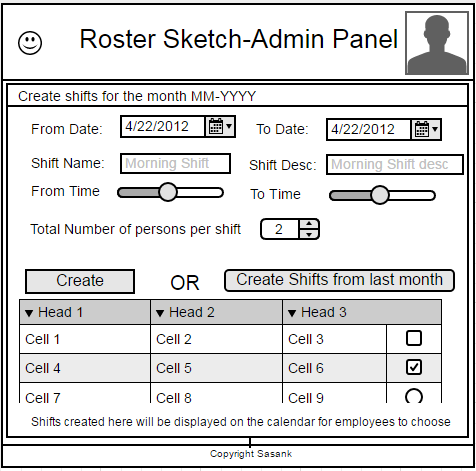 Roster Sketch-Admin Panel
Create shifts for the month MM-YYYY
From Date: 4/22/2012 To Date: 4/22/2012
Shift Name: Morning Shift Shift Desc: Morning Shift desc
From Time To Time
Total Number of persons per shift 2
Create OR Create Shifts from last month
Head 1 Head 2 Head 3
Cell 1 Cell 2 Cell 3
Cell 4 Cell 5 Cell 6
Cell 7 Cell 8 Cell 9
Shifts created here will be displayed on the calendar for employees to choose
Copyright Sasank